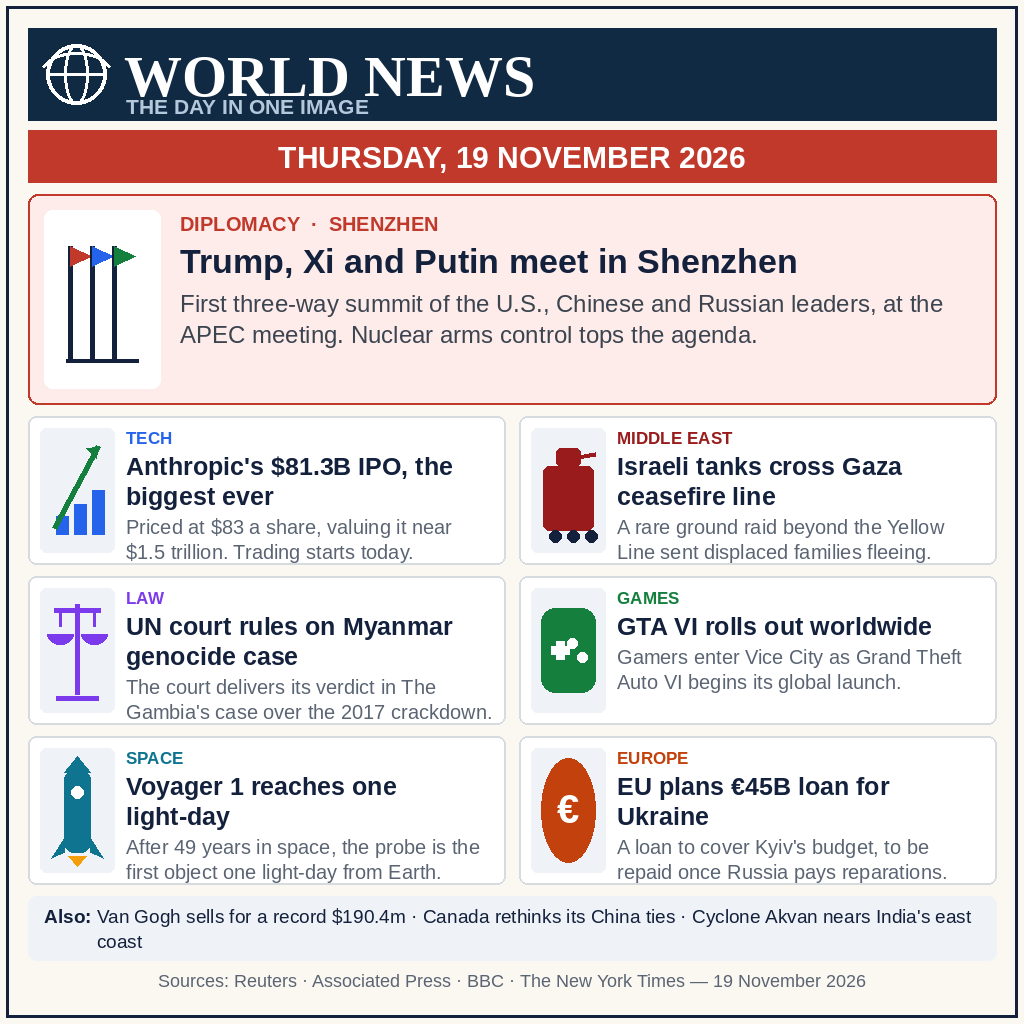 WORLD NEWS
THE DAY IN ONE IMAGE
THURSDAY, 19 NOVEMBER 2026
DIPLOMACY · SHENZHEN
Trump, Xi and Putin meet in Shenzhen
First three-way summit of the U.S., Chinese and Russian leaders, at the
APEC meeting. Nuclear arms control tops the agenda.
TECH
Anthropic's $81.3B IPO, the
biggest ever
Priced at $83 a share, valuing it near
$1.5 trillion. Trading starts today.
MIDDLE EAST
Israeli tanks cross Gaza
ceasefire line
A rare ground raid beyond the Yellow
Line sent displaced families fleeing.
LAW
UN court rules on Myanmar
genocide case
The court delivers its verdict in The
Gambia's case over the 2017 crackdown.
GAMES
GTA VI rolls out worldwide
Gamers enter Vice City as Grand Theft
Auto VI begins its global launch.
SPACE
Voyager 1 reaches one
light-day
After 49 years in space, the probe is the
first object one light-day from Earth.
EUROPE
€
EU plans €45B loan for
Ukraine
A loan to cover Kyiv's budget, to be
repaid once Russia pays reparations.
Also: Van Gogh sells for a record $190.4m · Canada rethinks its China ties · Cyclone Akvan nears India's east
coast
Sources: Reuters · Associated Press · BBC · The New York Times — 19 November 2026